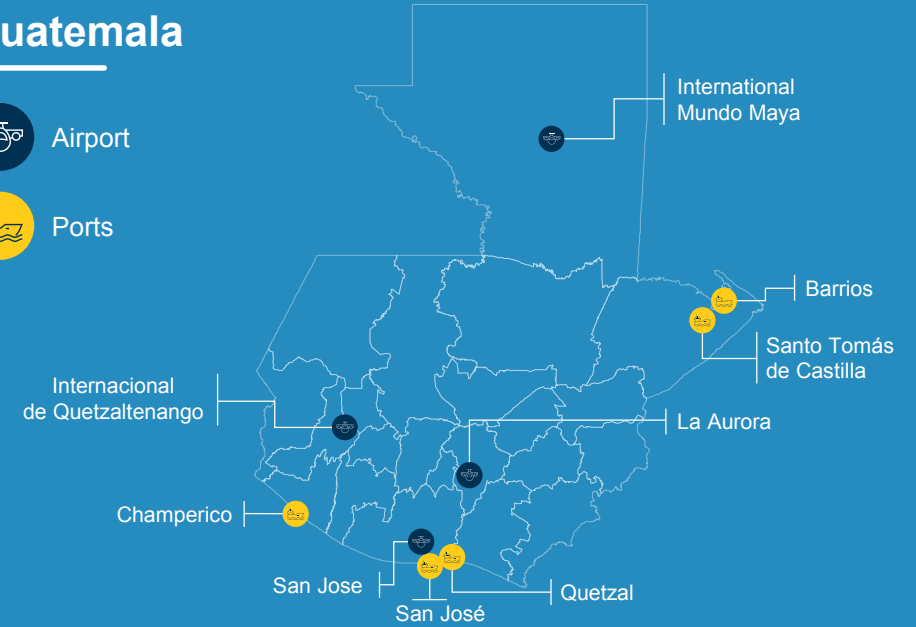 uatemala
Airport
Ports
International
Mundo Maya
Barrios
Santo Tomás
de Castilla
Internacional
de Quetzaltenango
La Aurora
Champerico
San Jose
Quetzal
San José